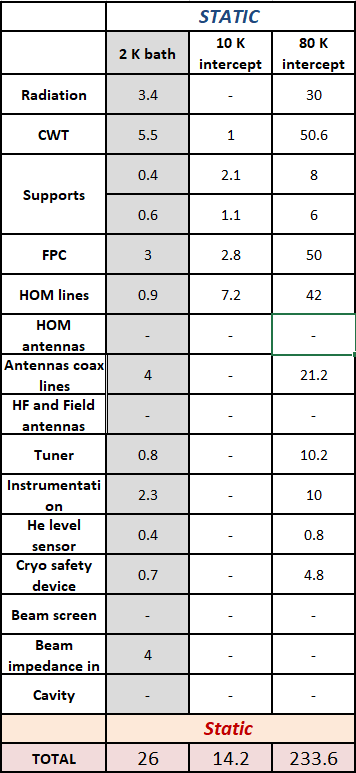 STATIC
2 K bath 10 K intercept 80 K intercept
Radiation 3.4 - 30
CWT 5.5 1 50.6
Supports 0.4 2.1 8
0.6 1.1 6
FPC 3 2.8 50
HOM lines 0.9 7.2 42
HOM antennas - - -
Antennas coax lines 4 - 21.2
HF and Field antennas - - -
Tuner 0.8 - 10.2
Instrumentati on 2.3 - 10
He level sensor 0.4 - 0.8
Cryo safety device 0.7 - 4.8
Beam screen - - -
Beam impedance in 4 - -
Cavity - - -
Static
TOTAL 26 14.2 233.6